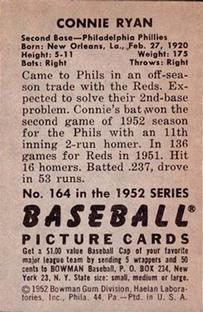 CONNIE RYAN
Second Base—Philadelphia Phillies
Born: New Orleans, La., Feb. 27, 1920
Height: 5-11 Weight: 175
Bats: Right Throws: Right
Came to Phils in an off-sea-
son trade with the Reds. Ex-
pected to solve their 2nd-base
problem. Connie's bat won the
second game of 1952 season
for the Phils with an 11th
inning 2-run homer. In 136
games for Reds in 1951. Hit
16 homers. Batted .237, drove
in 53 runs.
No. 164 in the 1952 SERIES
BASEBALL®
PICTURE CARDS
Get a $1.00 value Baseball Cap of your favorite
major league team by sending 5 wrappers and 50
cents to BOWMAN Baseball, P. O. BOX 234, New
York 23, N. Y. State size: small, medium or large.
©1952 Bowman Gum Division, Haelan Labora-
tories, Inc., Phila. 44, Pa.—Ptd. in U. S. A.